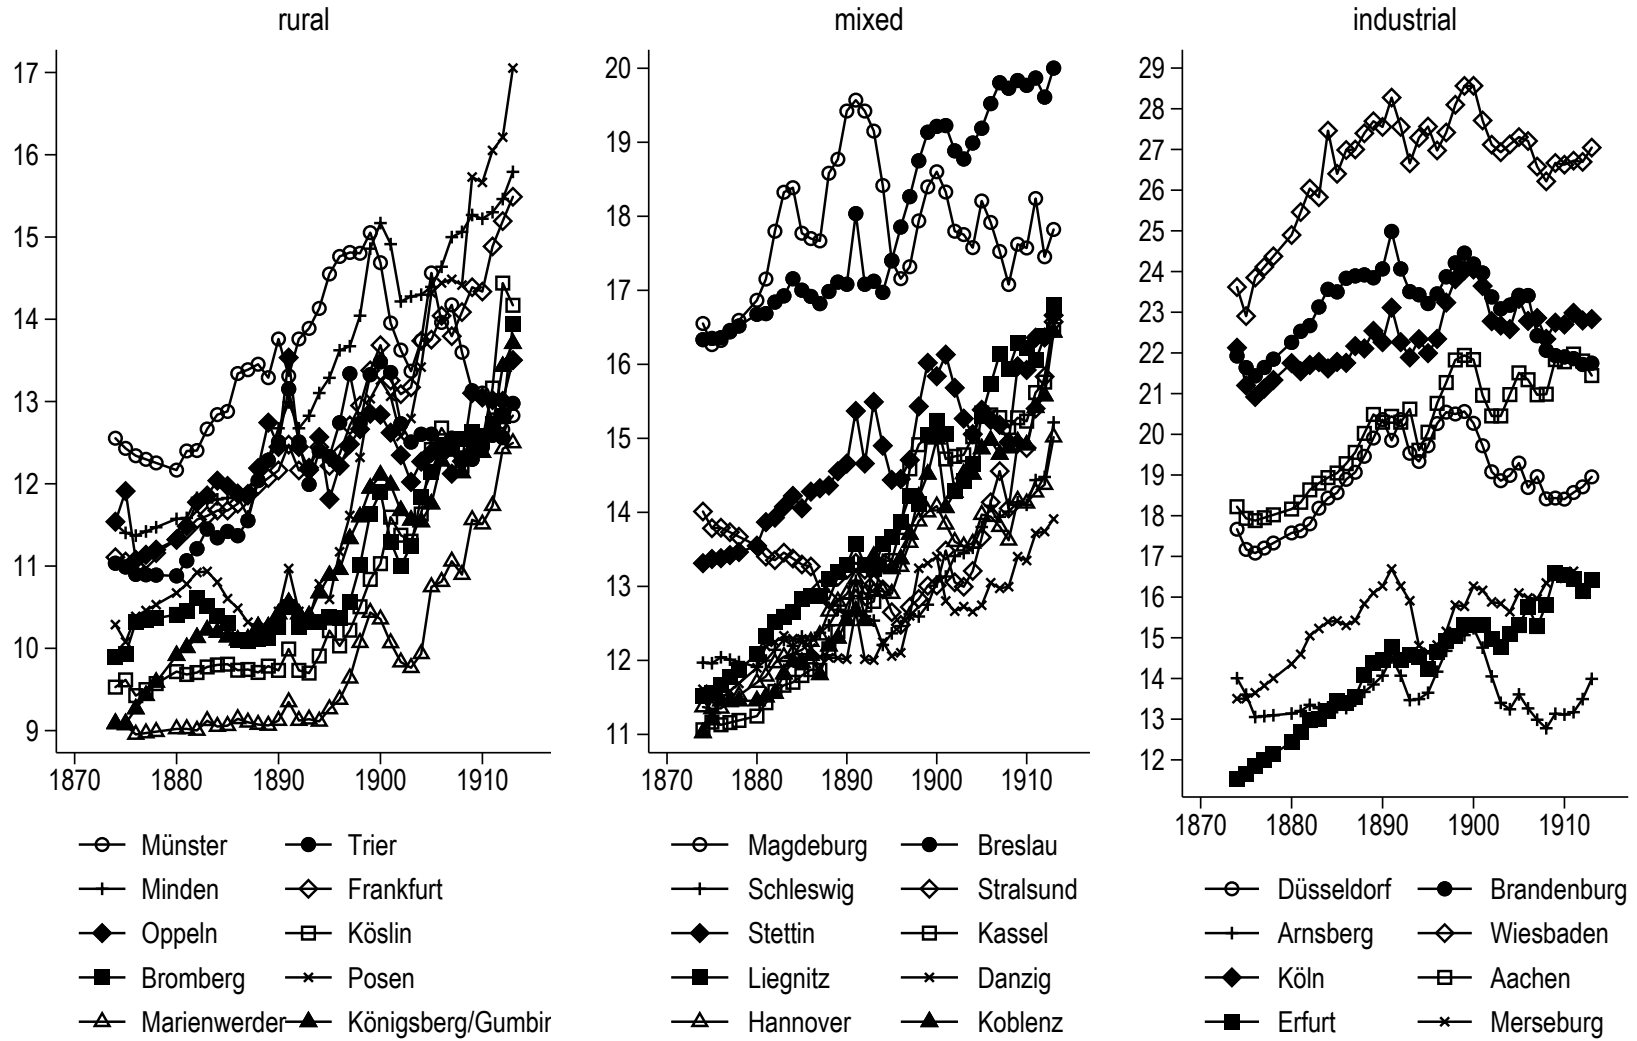 rural
17
16
15
14
13
12
11
10
9
1870 1880 1890 1900 1910
Münster Trier
Minden Frankfurt
Oppeln Köslin
Bromberg Posen
Marienwerder Königsberg/Gumbin
mixed
20
19
18
17
16
15
14
13
12
11
1870 1880 1890 1900 1910
Magdeburg Breslau
Schleswig Stralsund
Stettin Kassel
Liegnitz Danzig
Hannover Koblenz
industrial
29
28
27
26
25
24
23
22
21
20
19
18
17
16
15
14
13
12
1870 1880 1890 1900 1910
Düsseldorf Brandenburg
Arnsberg Wiesbaden
Köln Aachen
Erfurt Merseburg